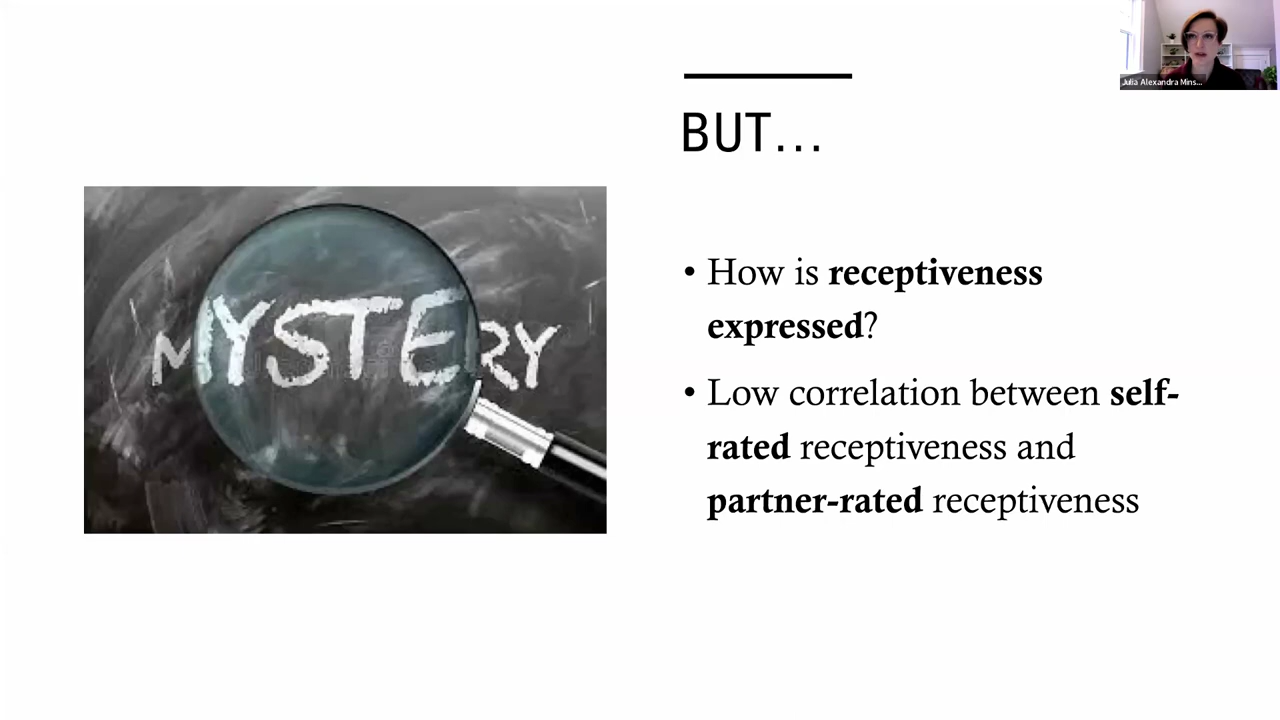 Julia Alexandra Mins...
BUT...
MYSTERY
• How is receptiveness
expressed?
• Low correlation between self-
rated receptiveness and
partner-rated receptiveness